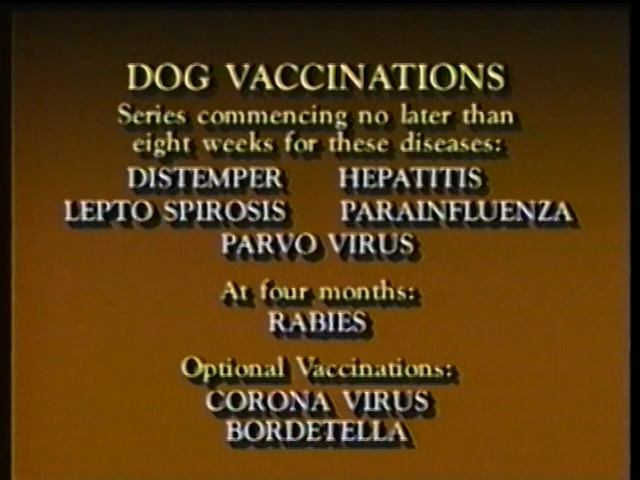 DOG VACCINATIONS
Series commencing no later than
eight weeks for these diseases:
DISTEMPER HEPATITIS
LEPTO SPIROSIS PARAINFLUENZA
PARVO VIRUS
At four months:
RABIES
Optional Vaccinations:
CORONA VIRUS
BORDETELLA